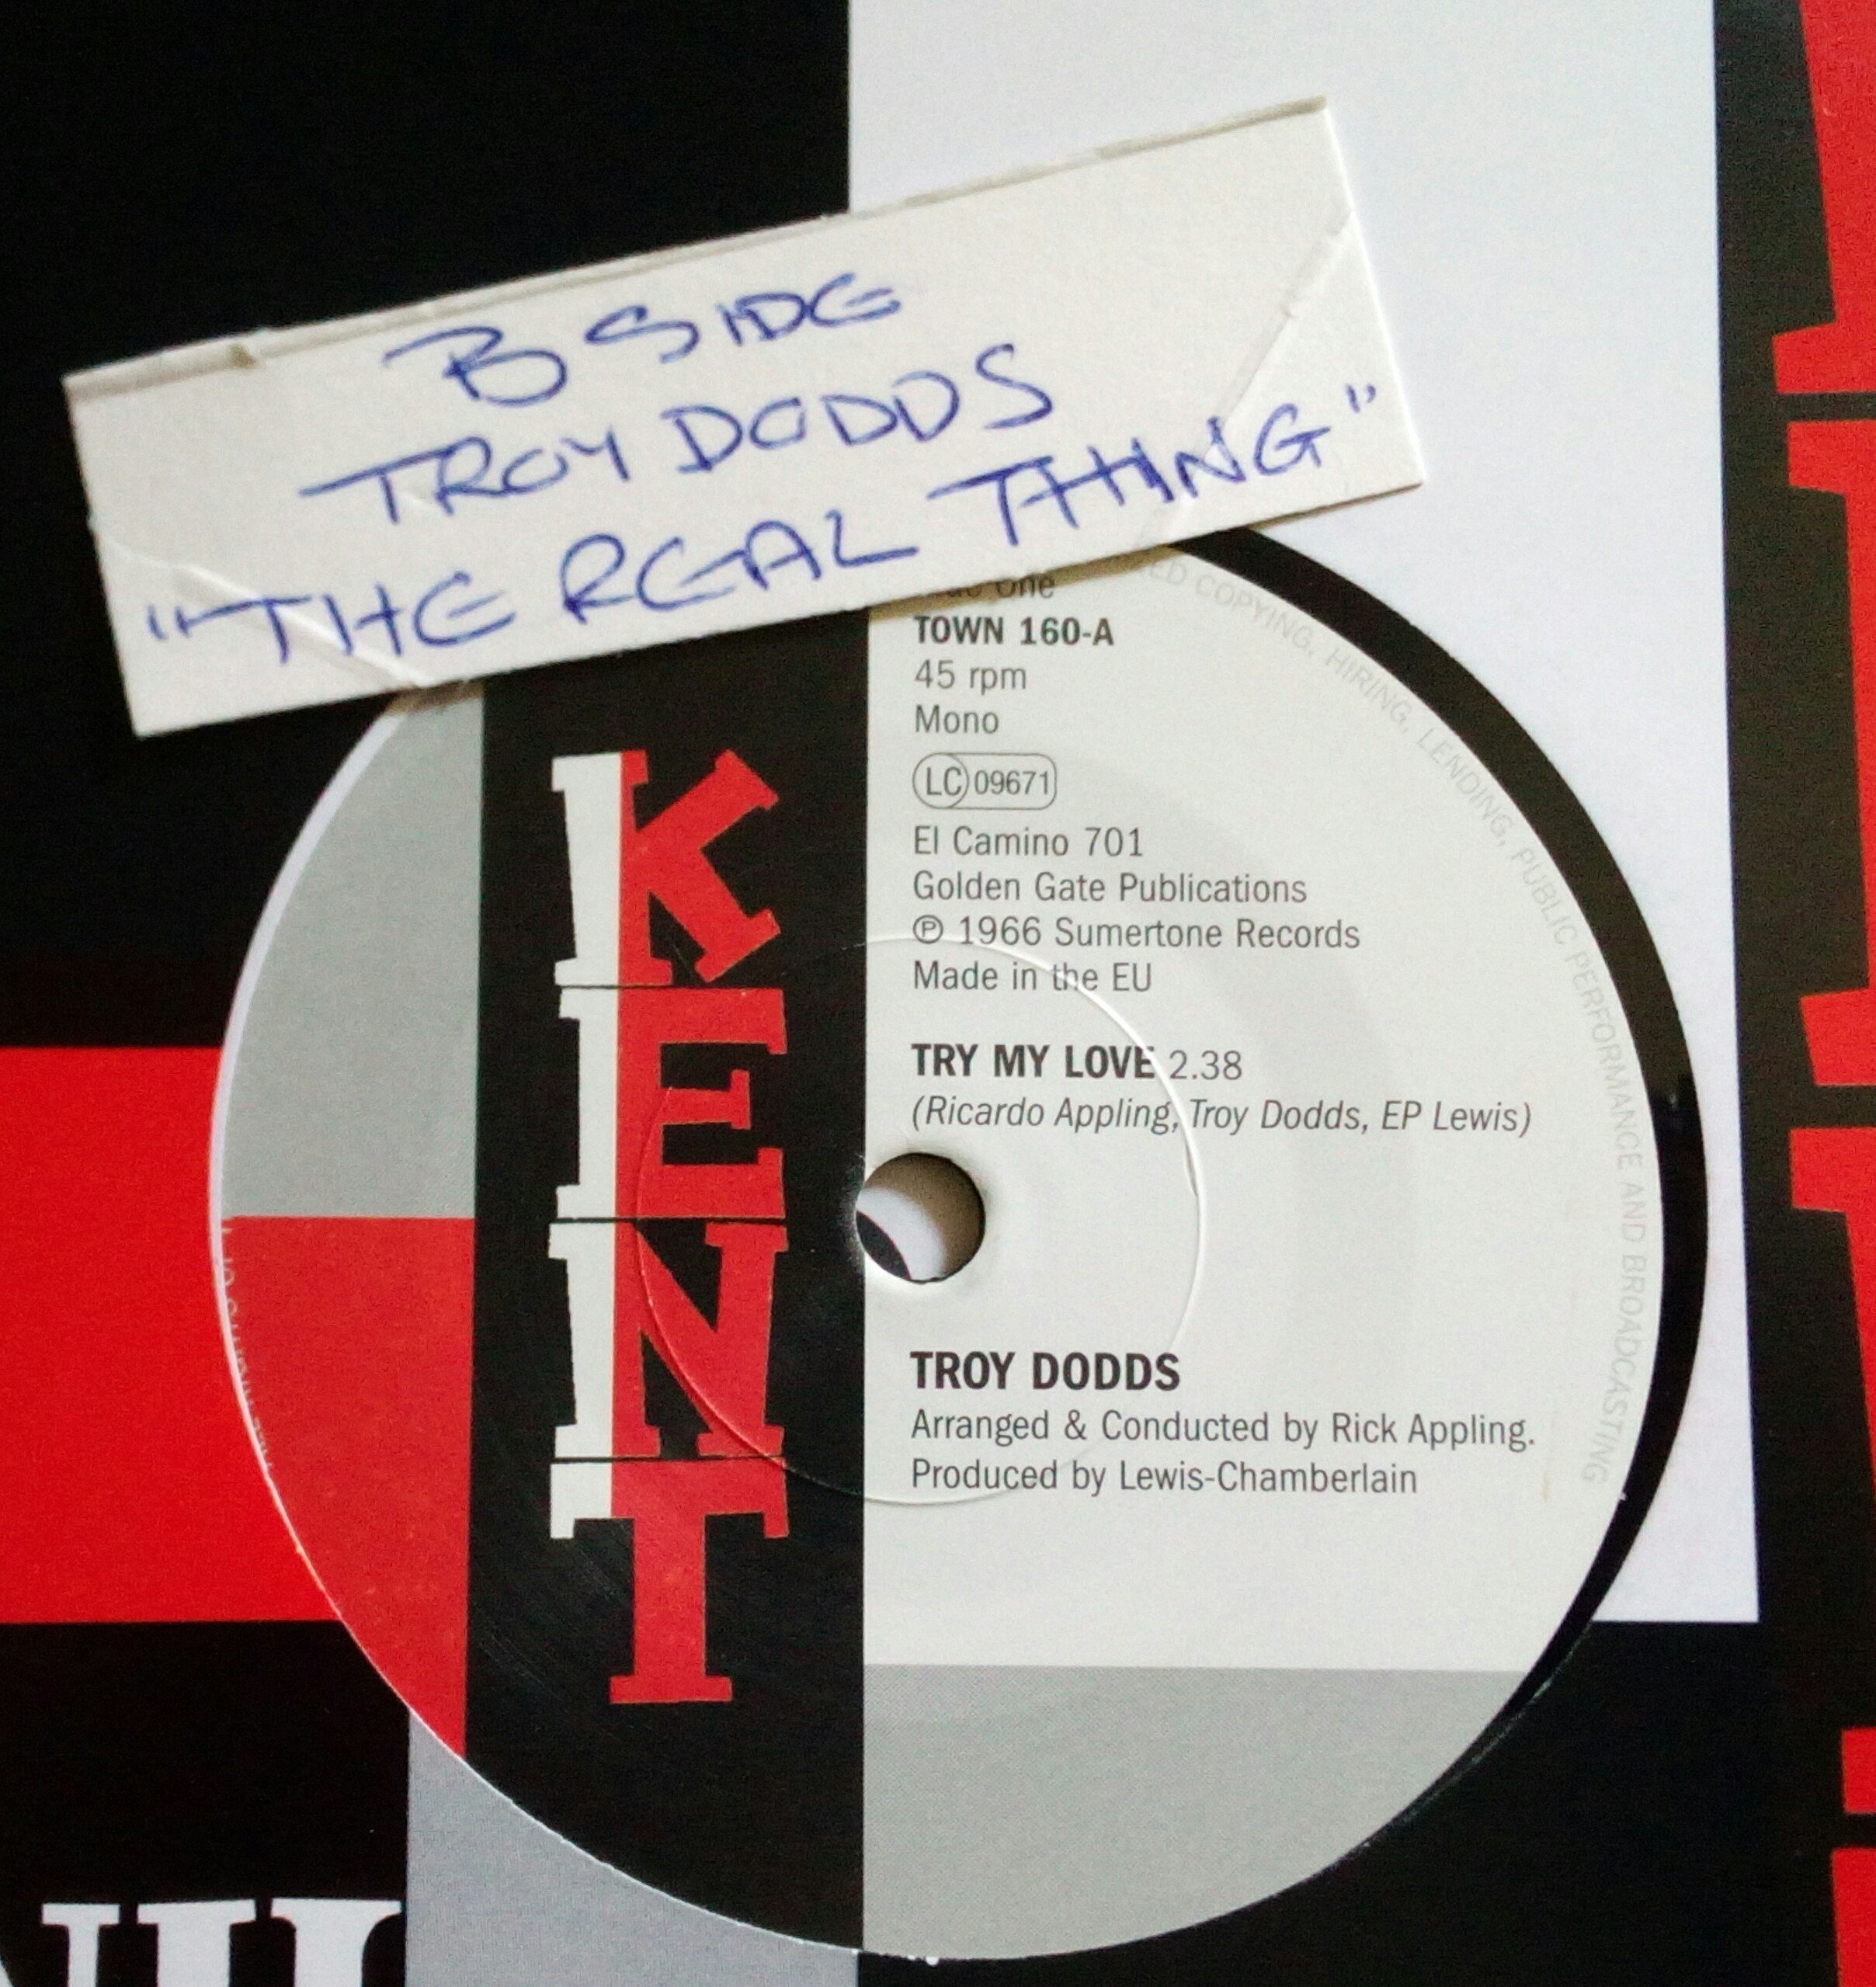 B SIDE
TROY DODDS
"THE REAL THING"
One
TOWN 160-A
45 rpm
Mono
LC 09671
El Camino 701
Golden Gate Publications
℗ 1966 Sumertone Records
Made in the EU
TRY MY LOVE 2.38
(Ricardo Appling, Troy Dodds, EP Lewis)
TROY DODDS
Arranged & Conducted by Rick Appling.
Produced by Lewis-Chamberlain
KENT
COPYING, HIRING, LENDING, PUBLIC PERFORMANCE AND BROADCASTING